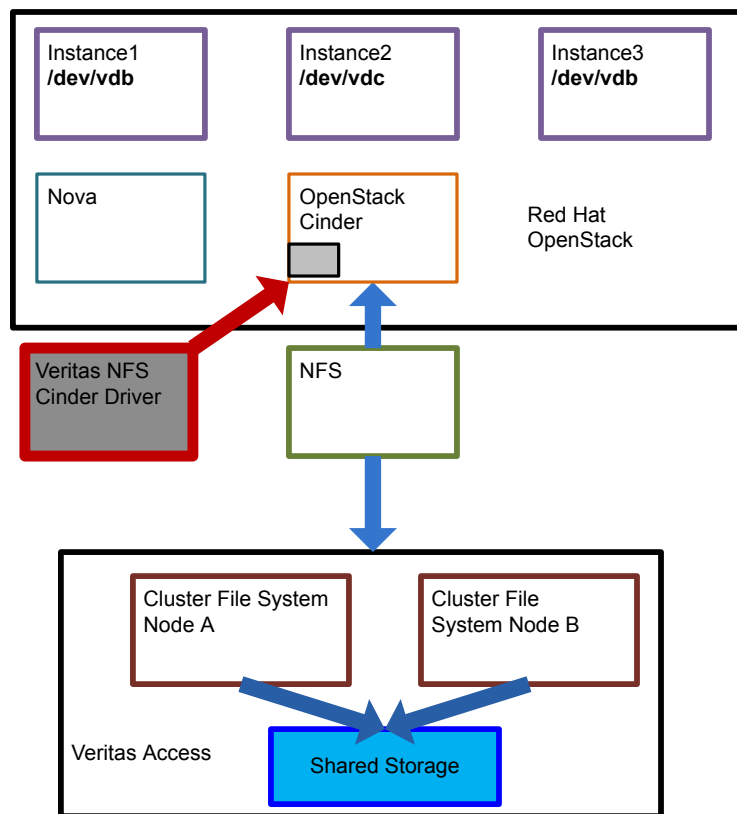 Instance1
/dev/vdb
Instance2
/dev/vdc
Instance3
/dev/vdb
Nova
OpenStack
Cinder
Red Hat
OpenStack
Veritas NFS
Cinder Driver
NFS
Cluster File System
Node A
Cluster File
System Node B
Veritas Access
Shared Storage